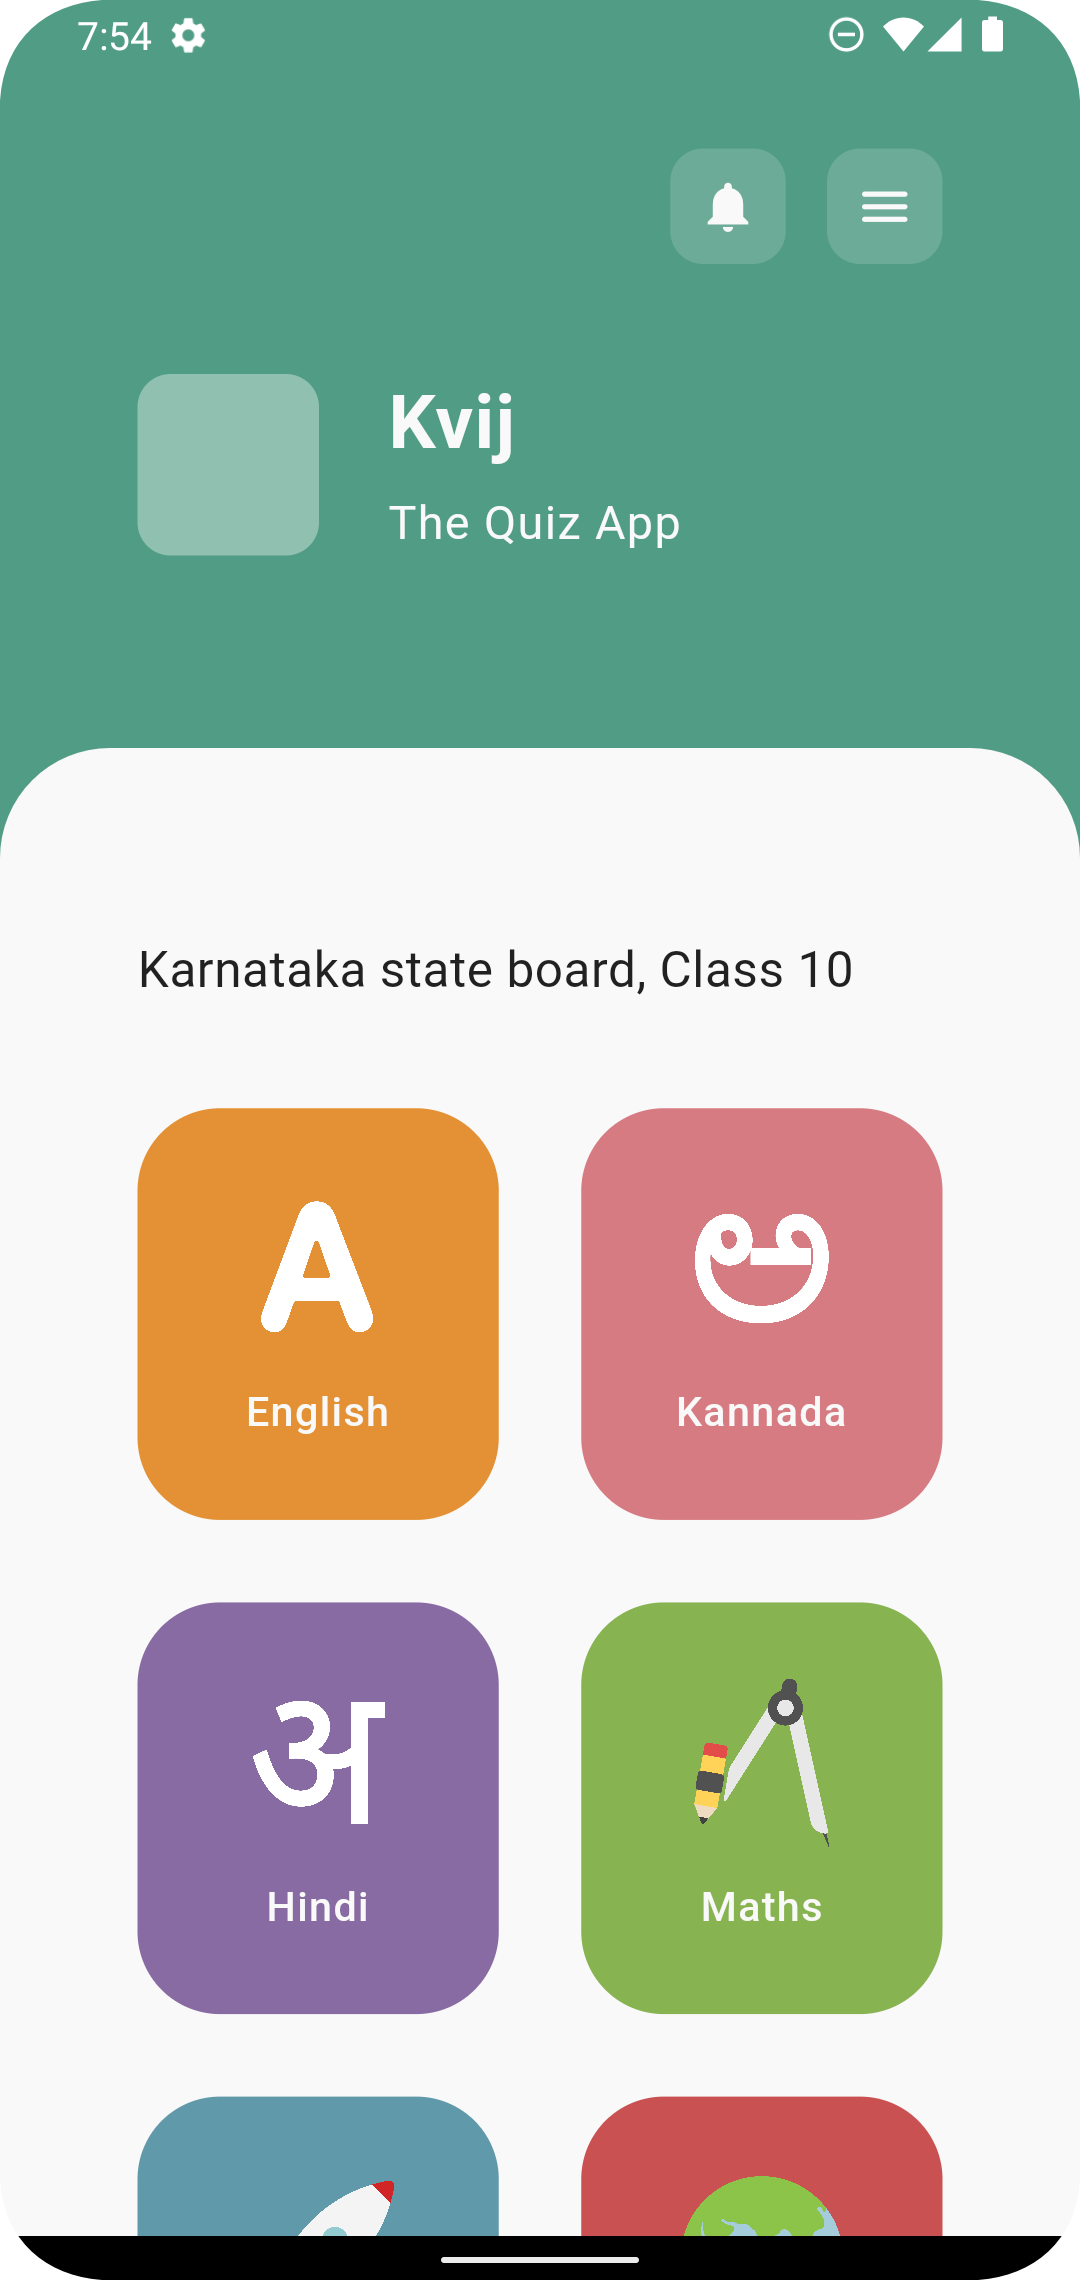 7:54
Kvij
The Quiz App
Karnataka state board, Class 10
A
ಅ
English
Kannada
अ
Hindi
Maths